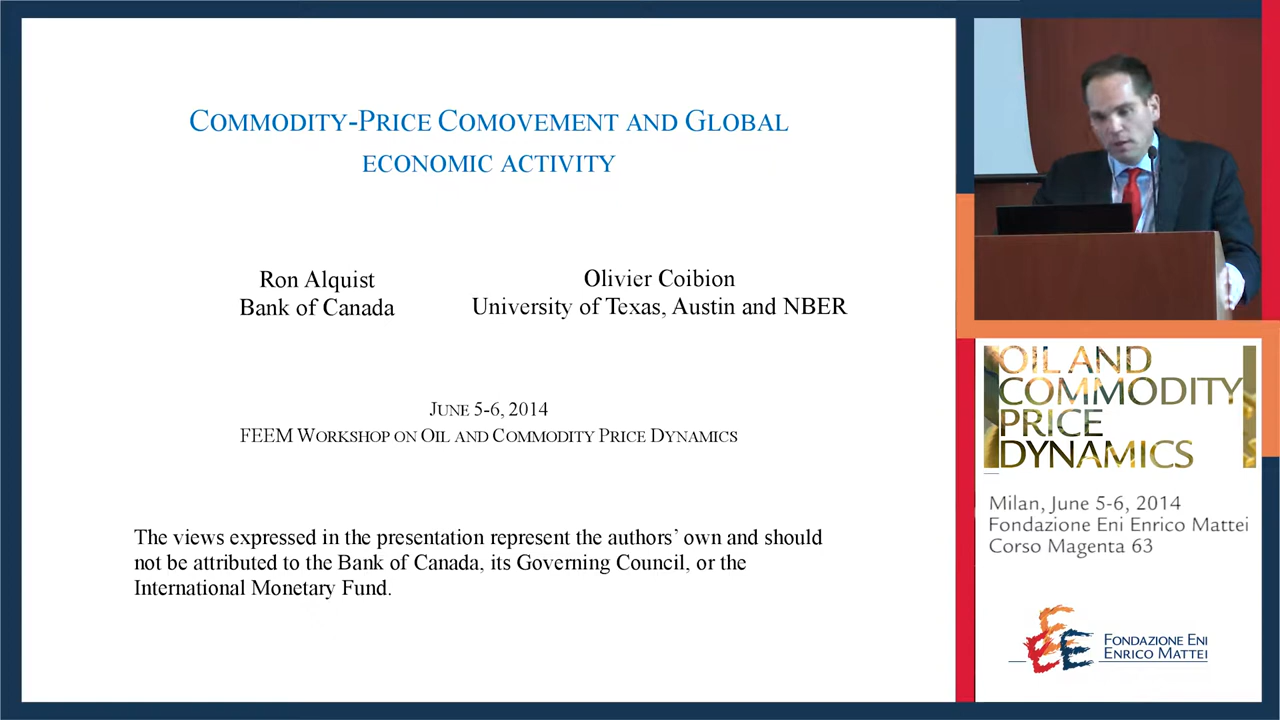 COMMODITY-PRICE COMOVEMENT AND GLOBAL
ECONOMIC ACTIVITY
Ron Alquist
Bank of Canada
Olivier Coibion
University of Texas, Austin and NBER
JUNE 5-6, 2014
FEEM WORKSHOP ON OIL AND COMMODITY PRICE DYNAMICS
The views expressed in the presentation represent the authors' own and should
not be attributed to the Bank of Canada, its Governing Council, or the
International Monetary Fund.
OIL AND
COMMODITY
PRICE
DYNAMICS
Milan, June 5-6, 2014
Fondazione Eni Enrico Mattei
Corso Magenta 63
FONDAZIONE ENI
ENRICO MATTEI